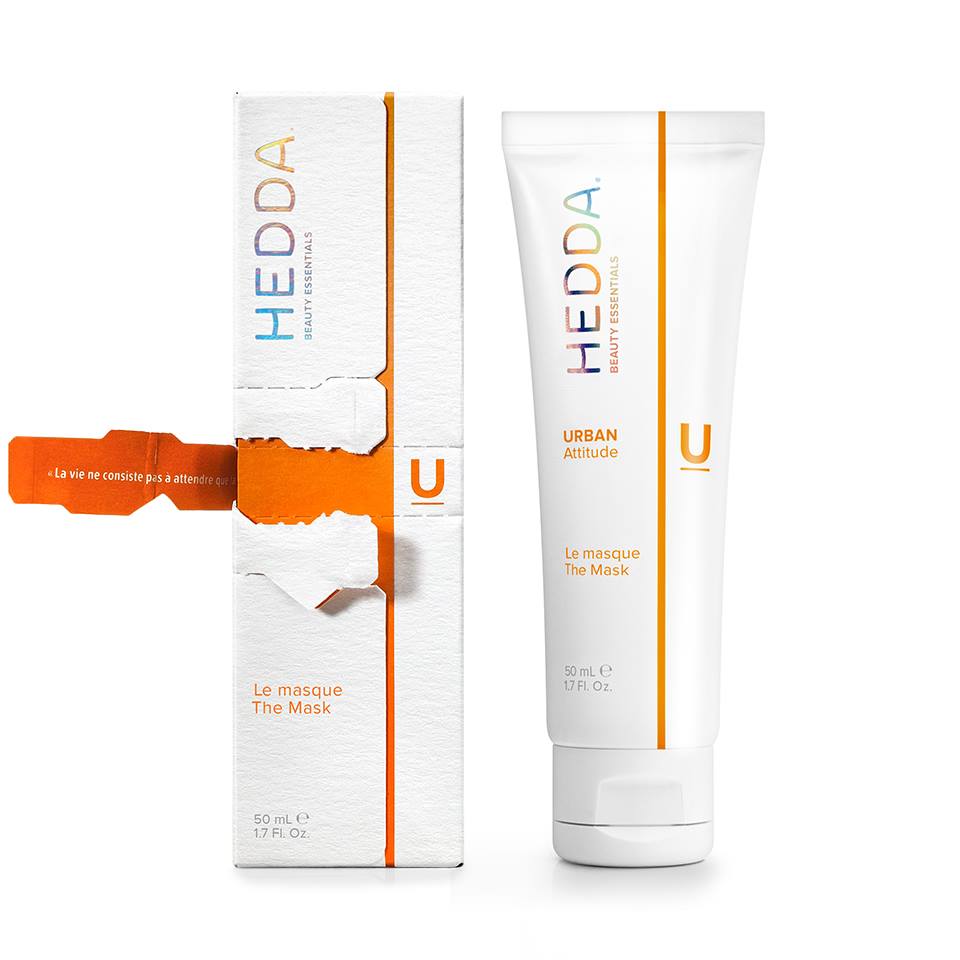 HEDDA.
BEAUTY ESSENTIALS
« La vie ne consiste pas à attendre que
U
Le masque
The Mask
50 mL ℮
1.7 Fl. Oz.
HEDDA.
BEAUTY ESSENTIALS
URBAN
Attitude
U
Le masque
The Mask
50 mL ℮
1.7 Fl. Oz.